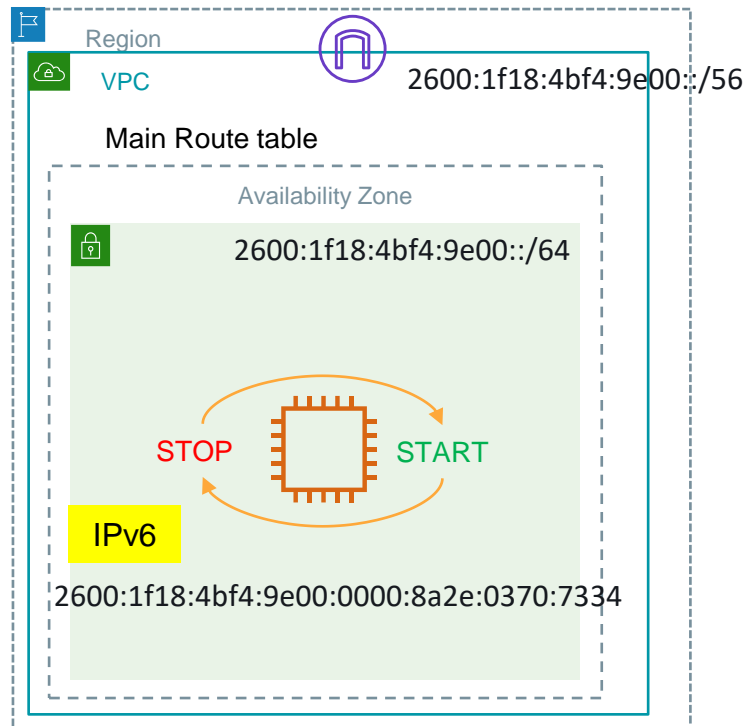 Region
VPC
2600:1f18:4bf4:9e00::/56
Main Route table
Availability Zone
2600:1f18:4bf4:9e00::/64
STOP
START
IPv6
2600:1f18:4bf4:9e00:0000:8a2e:0370:7334